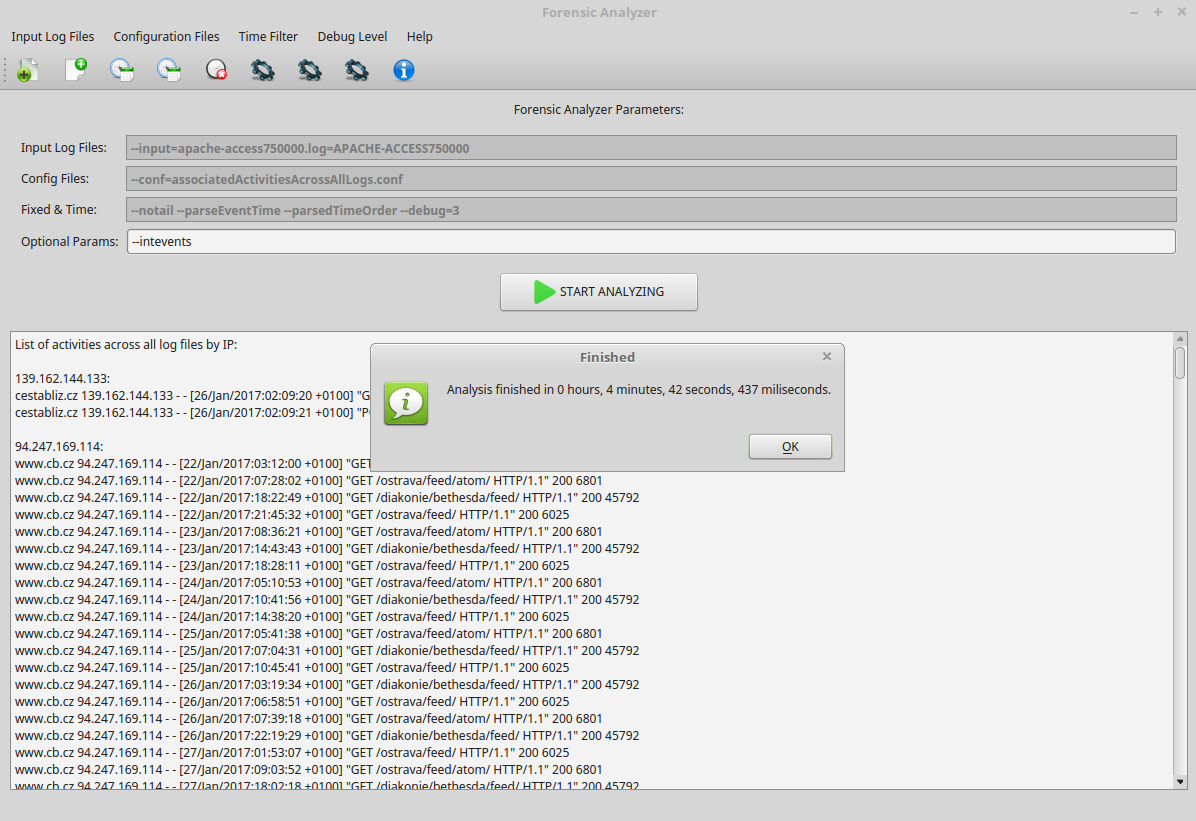 Forensic Analyzer
Input Log Files Configuration Files Time Filter Debug Level Help
Forensic Analyzer Parameters:
Input Log Files: --input=apache-access750000.log=APACHE-ACCESS750000
Config Files: --conf=associatedActivitiesAcrossAllLogs.conf
Fixed & Time: --notail --parseEventTime --parsedTimeOrder --debug=3
Optional Params: --intevents
START ANALYZING
List of activities across all log files by IP:
139.162.144.133:
cestabliz.cz 139.162.144.133 - - [26/Jan/2017:02:09:20 +0100] "G
cestabliz.cz 139.162.144.133 - - [26/Jan/2017:02:09:21 +0100] "P
Finished
Analysis finished in 0 hours, 4 minutes, 42 seconds, 437 miliseconds.
OK
94.247.169.114:
www.cb.cz 94.247.169.114 - - [22/Jan/2017:03:12:00 +0100] "GET
www.cb.cz 94.247.169.114 - - [22/Jan/2017:07:28:02 +0100] "GET /ostrava/feed/atom/ HTTP/1.1" 200 6801
www.cb.cz 94.247.169.114 - - [22/Jan/2017:18:22:49 +0100] "GET /diakonie/bethesda/feed/ HTTP/1.1" 200 45792
www.cb.cz 94.247.169.114 - - [22/Jan/2017:21:45:32 +0100] "GET /ostrava/feed/ HTTP/1.1" 200 6025
www.cb.cz 94.247.169.114 - - [23/Jan/2017:08:36:21 +0100] "GET /ostrava/feed/atom/ HTTP/1.1" 200 6801
www.cb.cz 94.247.169.114 - - [23/Jan/2017:14:43:43 +0100] "GET /diakonie/bethesda/feed/ HTTP/1.1" 200 45792
www.cb.cz 94.247.169.114 - - [23/Jan/2017:18:28:11 +0100] "GET /ostrava/feed/ HTTP/1.1" 200 6025
www.cb.cz 94.247.169.114 - - [24/Jan/2017:05:10:53 +0100] "GET /ostrava/feed/atom/ HTTP/1.1" 200 6801
www.cb.cz 94.247.169.114 - - [24/Jan/2017:10:41:56 +0100] "GET /diakonie/bethesda/feed/ HTTP/1.1" 200 45792
www.cb.cz 94.247.169.114 - - [24/Jan/2017:14:38:20 +0100] "GET /ostrava/feed/ HTTP/1.1" 200 6025
www.cb.cz 94.247.169.114 - - [25/Jan/2017:05:41:38 +0100] "GET /ostrava/feed/atom/ HTTP/1.1" 200 6801
www.cb.cz 94.247.169.114 - - [25/Jan/2017:07:04:31 +0100] "GET /diakonie/bethesda/feed/ HTTP/1.1" 200 45792
www.cb.cz 94.247.169.114 - - [25/Jan/2017:10:45:41 +0100] "GET /ostrava/feed/ HTTP/1.1" 200 6025
www.cb.cz 94.247.169.114 - - [26/Jan/2017:03:19:34 +0100] "GET /diakonie/bethesda/feed/ HTTP/1.1" 200 45792
www.cb.cz 94.247.169.114 - - [26/Jan/2017:06:58:51 +0100] "GET /ostrava/feed/ HTTP/1.1" 200 6025
www.cb.cz 94.247.169.114 - - [26/Jan/2017:07:39:18 +0100] "GET /ostrava/feed/atom/ HTTP/1.1" 200 6801
www.cb.cz 94.247.169.114 - - [26/Jan/2017:22:19:29 +0100] "GET /diakonie/bethesda/feed/ HTTP/1.1" 200 45792
www.cb.cz 94.247.169.114 - - [27/Jan/2017:01:53:07 +0100] "GET /ostrava/feed/ HTTP/1.1" 200 6025
www.cb.cz 94.247.169.114 - - [27/Jan/2017:09:03:52 +0100] "GET /ostrava/feed/atom/ HTTP/1.1" 200 6801
www.cb.cz 94.247.169.114 - - [27/Jan/2017:18:02:18 +0100] "GET /diakonie/bethesda/feed/ HTTP/1.1" 200 45792